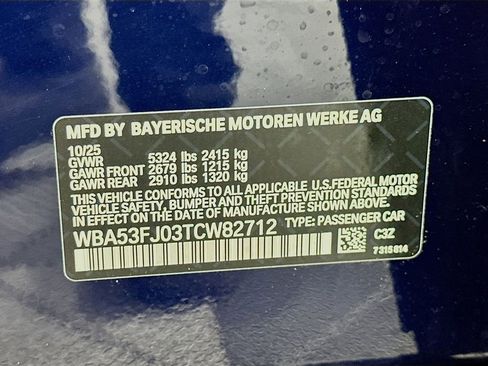 MFD BY BAYERISCHE MOTOREN WERKE AG
10/25
GVWR 5324 lbs 2415 kg
GAWR FRONT 2679 lbs 1215 kg
GAWR REAR 2910 lbs 1320 kg
THIS VEHICLE CONFORMS TO ALL APPLICABLE U.S. FEDERAL MOTOR
VEHICLE SAFETY, BUMPER AND THEFT PREVENTION STANDARDS
IN EFFECT ON THE DATE OF MANUFACTURE SHOWN ABOVE.
WBA53FJ03TCW82712 TYPE: PASSENGER CAR
C3Z
7315814